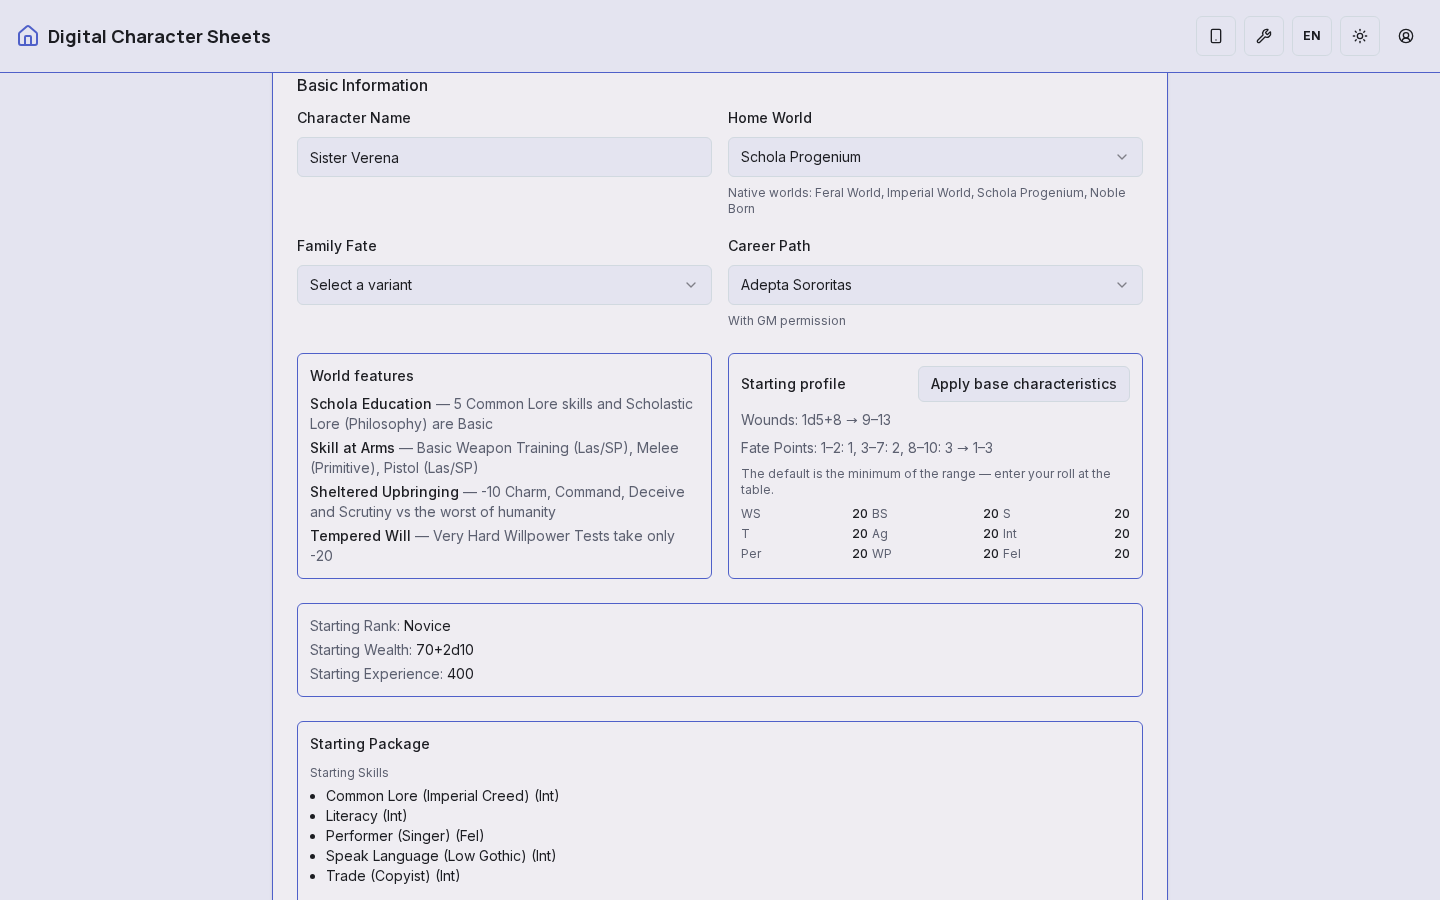 Digital Character Sheets
EN
Basic Information
Character Name
Home World
Sister Verena
Schola Progenium
Native worlds: Feral World, Imperial World, Schola Progenium, Noble
Born
Family Fate
Career Path
Select a variant
Adepta Sororitas
With GM permission
World features
Schola Education — 5 Common Lore skills and Scholastic
Lore (Philosophy) are Basic
Skill at Arms — Basic Weapon Training (Las/SP), Melee
(Primitive), Pistol (Las/SP)
Sheltered Upbringing — -10 Charm, Command, Deceive
and Scrutiny vs the worst of humanity
Tempered Will — Very Hard Willpower Tests take only
-20
Starting profile
Apply base characteristics
Wounds: 1d5+8 → 9–13
Fate Points: 1–2: 1, 3–7: 2, 8–10: 3 → 1–3
The default is the minimum of the range — enter your roll at the
table.
WS 20 BS 20 S 20
T 20 Ag 20 Int 20
Per 20 WP 20 Fel 20
Starting Rank: Novice
Starting Wealth: 70+2d10
Starting Experience: 400
Starting Package
Starting Skills
• Common Lore (Imperial Creed) (Int)
• Literacy (Int)
• Performer (Singer) (Fel)
• Speak Language (Low Gothic) (Int)
• Trade (Copyist) (Int)